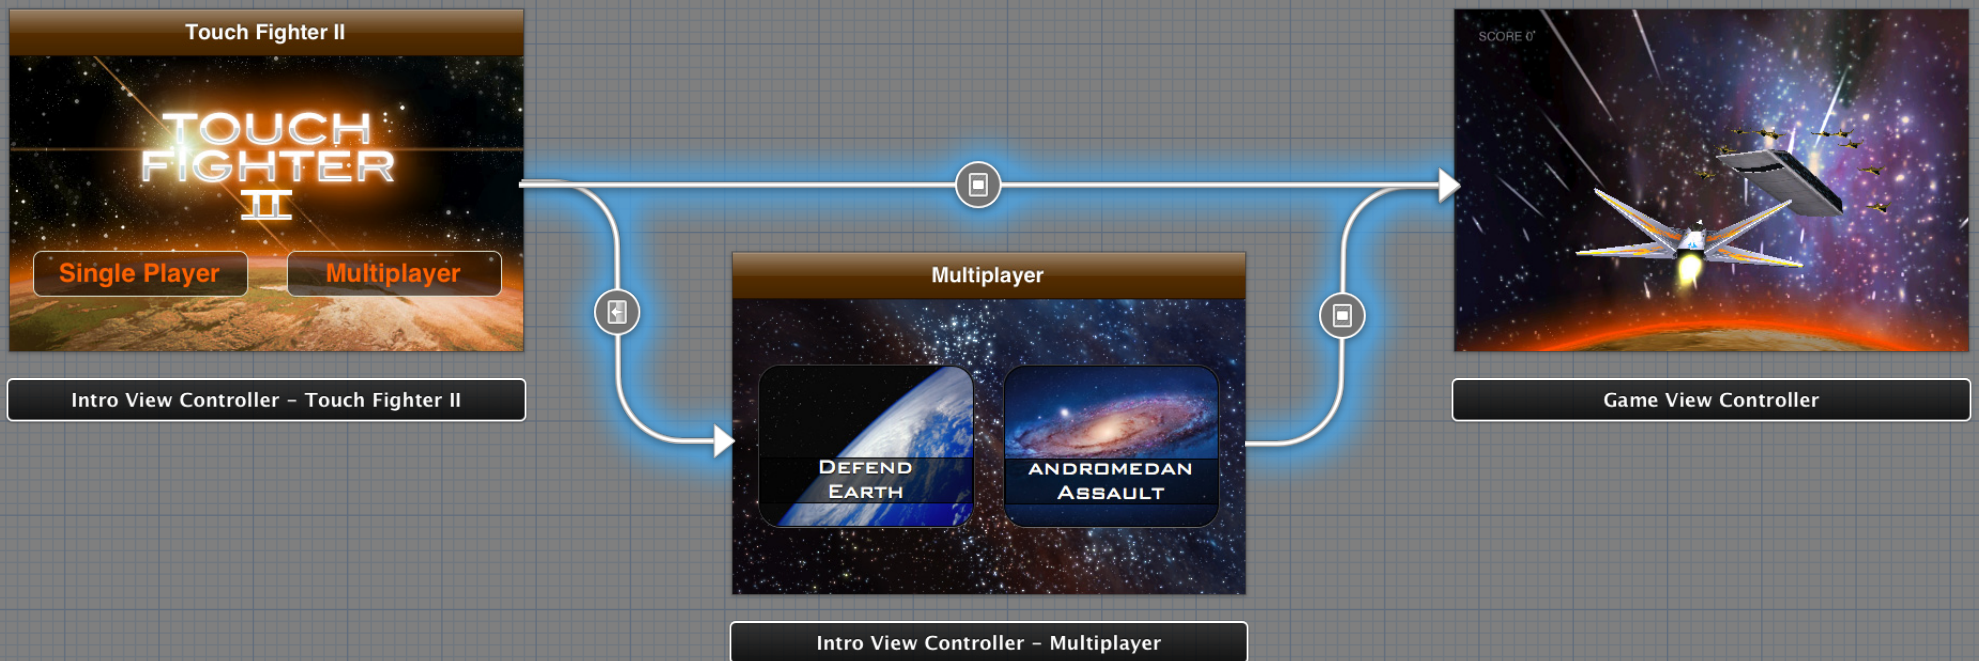 Touch Fighter II
TOUCH
FIGHTER
II
Single Player
Multiplayer
Intro View Controller – Touch Fighter II
Multiplayer
DEFEND
EARTH
ANDROMEDAN
ASSAULT
Intro View Controller – Multiplayer
SCORE 0
Game View Controller